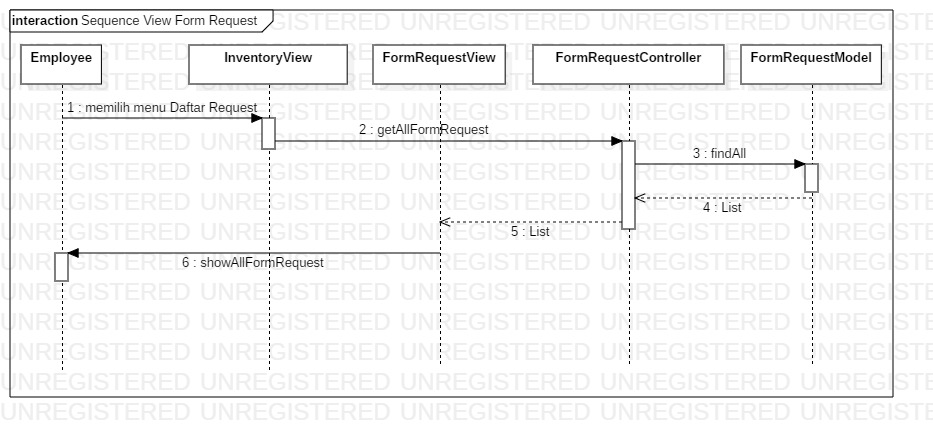 interaction Sequence View Form Request
Employee
InventoryView
FormRequestView
FormRequestController
FormRequestModel
1 : memilih menu Daftar Request
2 : getAllFormRequest
3 : findAll
4 : List
5 : List
6 : showAllFormRequest
UNREGISTERED UNREGISTERED UNREGISTERED UNREGISTERED UNREGISTERED